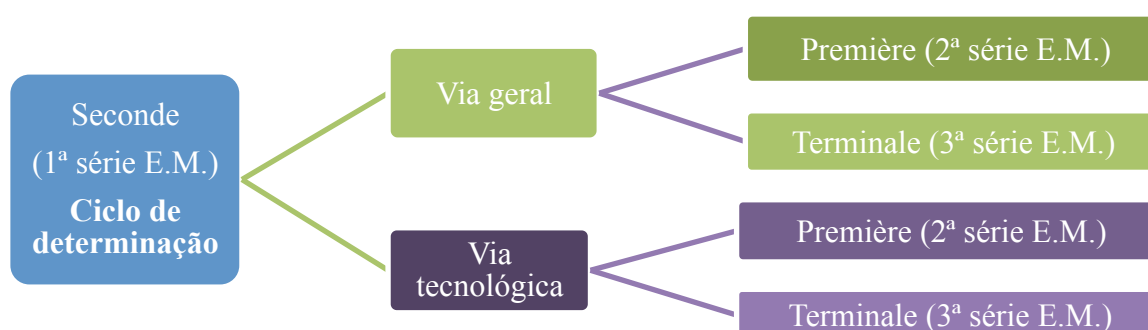 Seconde
(1ª série E.M.)
Ciclo de
determinação
Via geral
Première (2ª série E.M.)
Terminale (3ª série E.M.)
Via
tecnológica
Première (2ª série E.M.)
Terminale (3ª série E.M.)